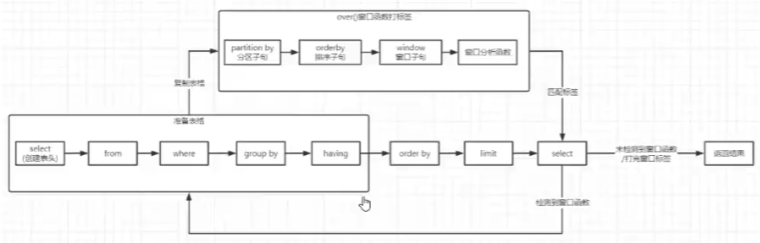 over()窗口函数打标签
partition by
分区子句
orderby
排序子句
window
窗口子句
窗口分析函数
复制表格
匹配标签
准备表格
select
(创建表头)
from
where
group by
having
order by
limit
select
未检测到窗口函数
/打完窗口标签
返回结果
检测到窗口函数